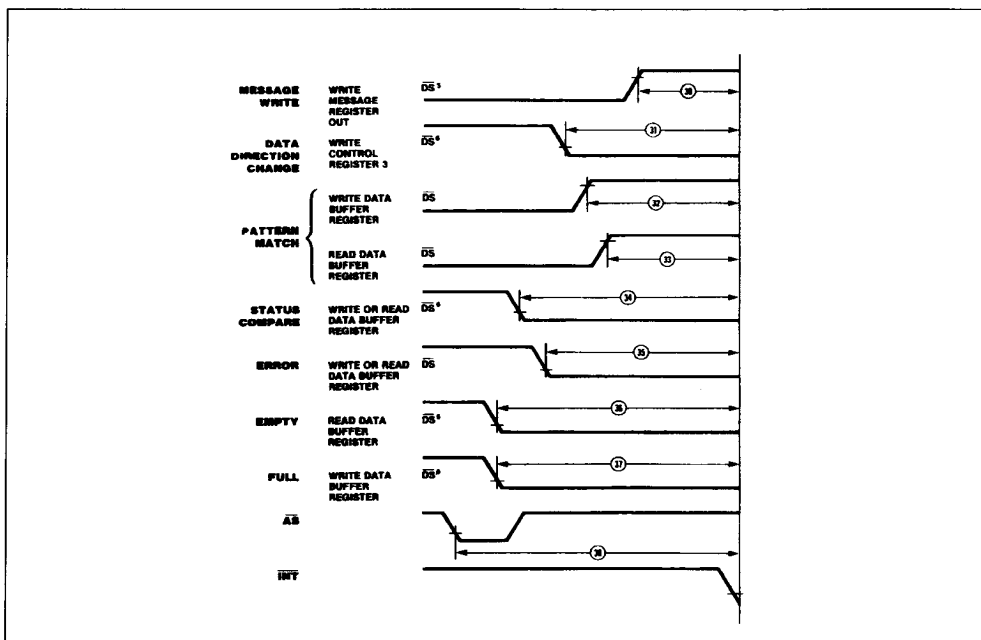 MESSAGE WRITE
WRITE MESSAGE REGISTER OUT
DS
30
DATA DIRECTION CHANGE
WRITE CONTROL REGISTER 3
DS⁶
31
PATTERN MATCH
WRITE DATA BUFFER REGISTER
DS
32
READ DATA BUFFER REGISTER
DS
33
STATUS COMPARE
WRITE OR READ DATA BUFFER REGISTER
DS⁶
34
ERROR
WRITE OR READ DATA BUFFER REGISTER
DS
35
EMPTY
READ DATA BUFFER REGISTER
DS
36
FULL
WRITE DATA BUFFER REGISTER
DS
37
AS
INT